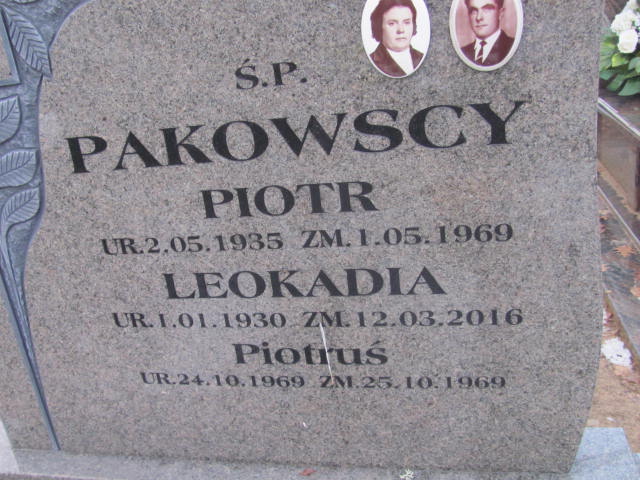 Ś.P.
PAKOWSCY
PIOTR
UR.2.05.1935 ZM.1.05.1969
LEOKADIA
UR.1.01.1930 ZM.12.03.2016
Piotruś
UR.24.10.1969 ZM.25.10.1969